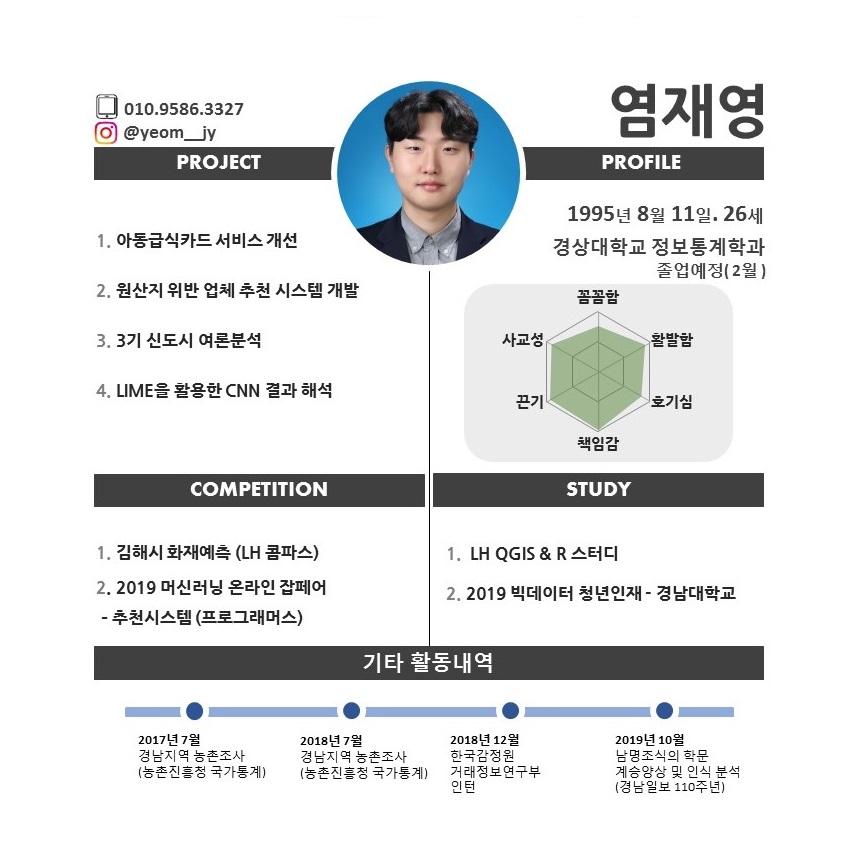 010.9586.3327
@yeom__jy
염재영
PROJECT
PROFILE
1. 아동급식카드 서비스 개선
2. 원산지 위반 업체 추천 시스템 개발
3. 3기 신도시 여론분석
4. LIME을 활용한 CNN 결과 해석
1995년 8월 11일. 26세
경상대학교 정보통계학과
졸업예정( 2월 )
꼼꼼함
사교성
활발함
끈기
호기심
책임감
COMPETITION
STUDY
1. 김해시 화재예측 (LH 콤파스)
2. 2019 머신러닝 온라인 잡페어
- 추천시스템 (프로그래머스)
1. LH QGIS & R 스터디
2. 2019 빅데이터 청년인재 - 경남대학교
기타 활동내역
2017년 7월
경남지역 농촌조사
(농촌진흥청 국가통계)
2018년 7월
경남지역 농촌조사
(농촌진흥청 국가통계)
2018년 12월
한국감정원
거래정보연구부
인턴
2019년 10월
남명조식의 학문
계승양상 및 인식 분석
(경남일보 110주년)